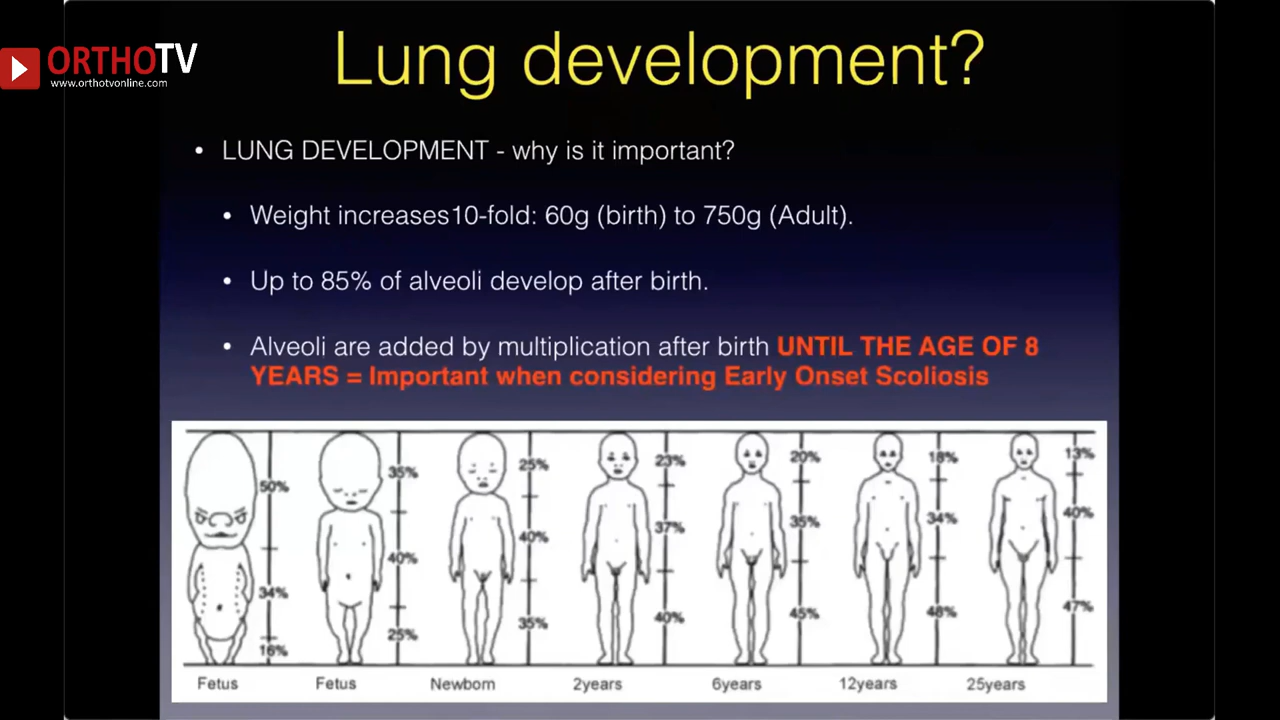 ORTHOTV
www.orthotvonline.com
Lung development?
• LUNG DEVELOPMENT - why is it important?
• Weight increases10-fold: 60g (birth) to 750g (Adult).
• Up to 85% of alveoli develop after birth.
• Alveoli are added by multiplication after birth UNTIL THE AGE OF 8
YEARS = Important when considering Early Onset Scoliosis
50%
34%
16%
35%
40%
25%
25%
40%
35%
23%
37%
40%
20%
35%
45%
18%
34%
48%
13%
40%
47%
Fetus Fetus Newborn 2years 6years 12years 25years